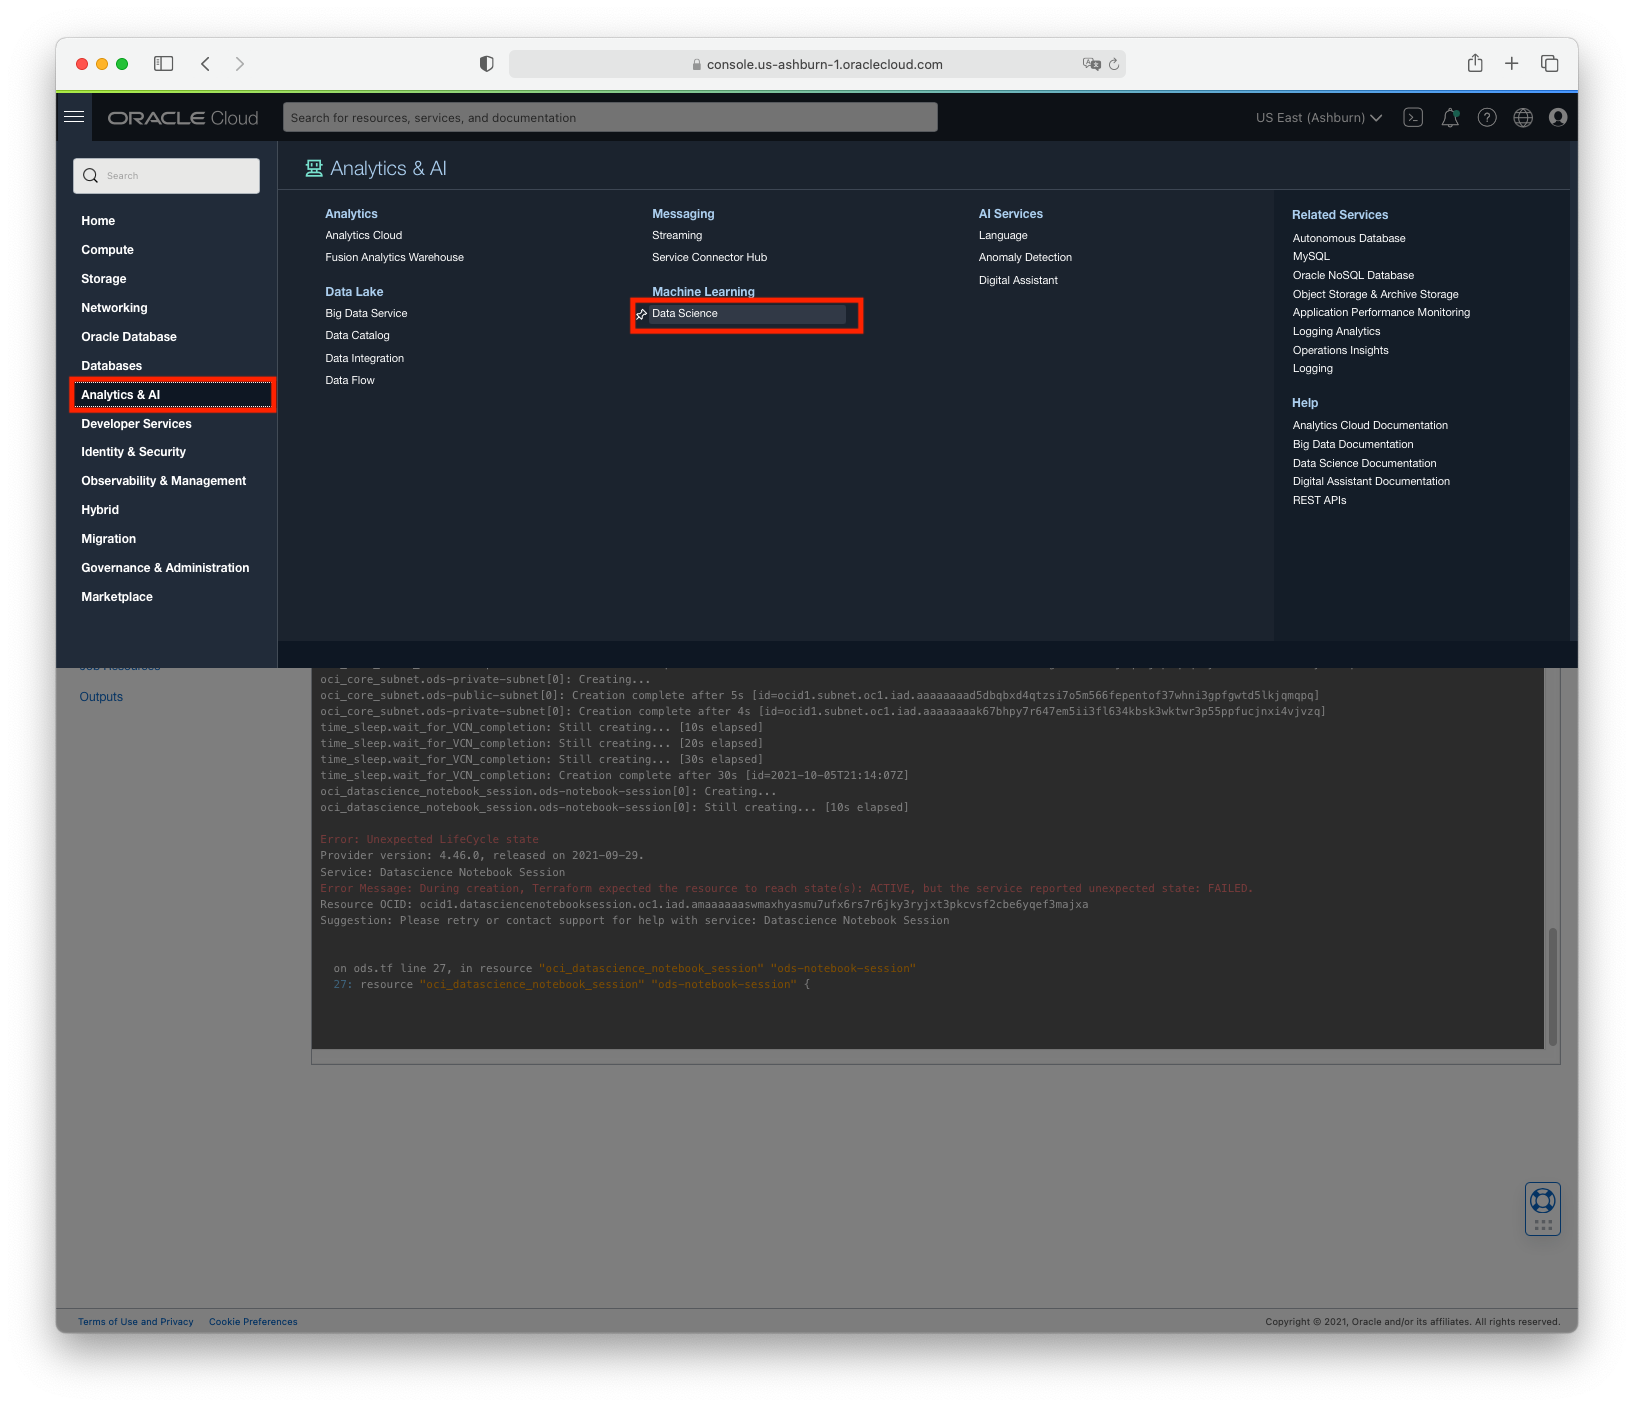 console.us-ashburn-1.oraclecloud.com
ORACLE Cloud
Search for resources, services, and documentation
US East (Ashburn)
Search
Home
Compute
Storage
Networking
Oracle Database
Databases
Analytics & AI
Developer Services
Identity & Security
Observability & Management
Hybrid
Migration
Governance & Administration
Marketplace
Analytics & AI
Analytics
Analytics Cloud
Fusion Analytics Warehouse
Data Lake
Big Data Service
Data Catalog
Data Integration
Data Flow
Messaging
Streaming
Service Connector Hub
Machine Learning
Data Science
AI Services
Language
Anomaly Detection
Digital Assistant
Related Services
Autonomous Database
MySQL
Oracle NoSQL Database
Object Storage & Archive Storage
Application Performance Monitoring
Logging Analytics
Operations Insights
Logging
Help
Analytics Cloud Documentation
Big Data Documentation
Data Science Documentation
Digital Assistant Documentation
REST APIs
Outputs
oci_core_subnet.ods-private-subnet[0]: Creating...
oci_core_subnet.ods-public-subnet[0]: Creation complete after 5s [id=ocid1.subnet.oc1.iad.aaaaaaaad5dbqbxd4qtzsi7o5m566fepentof37whni3gpfgwtd5lkjqmqpq]
oci_core_subnet.ods-private-subnet[0]: Creation complete after 4s [id=ocid1.subnet.oc1.iad.aaaaaaaak67bhpy7r647em5ii3fl634kbsk3wktwr3p55ppfucjnxi4vjvzq]
time_sleep.wait_for_VCN_completion: Still creating... [10s elapsed]
time_sleep.wait_for_VCN_completion: Still creating... [20s elapsed]
time_sleep.wait_for_VCN_completion: Still creating... [30s elapsed]
time_sleep.wait_for_VCN_completion: Creation complete after 30s [id=2021-10-05T21:14:07Z]
oci_datascience_notebook_session.ods-notebook-session[0]: Creating...
oci_datascience_notebook_session.ods-notebook-session[0]: Still creating... [10s elapsed]
Error: Unexpected LifeCycle state
Provider version: 4.46.0, released on 2021-09-29.
Service: Datascience Notebook Session
Error Message: During creation, Terraform expected the resource to reach state(s): ACTIVE, but the service reported unexpected state: FAILED.
Resource OCID: ocid1.datasciencenotebooksession.oc1.iad.amaaaaaaswmaxhyasmu7ufx6rs7r6jky3ryjxt3pkcvsf2cbe6yqef3majxa
Suggestion: Please retry or contact support for help with service: Datascience Notebook Session
on ods.tf line 27, in resource "oci_datascience_notebook_session" "ods-notebook-session"
27: resource "oci_datascience_notebook_session" "ods-notebook-session" {
Terms of Use and Privacy
Cookie Preferences
Copyright © 2021, Oracle and/or its affiliates. All rights reserved.